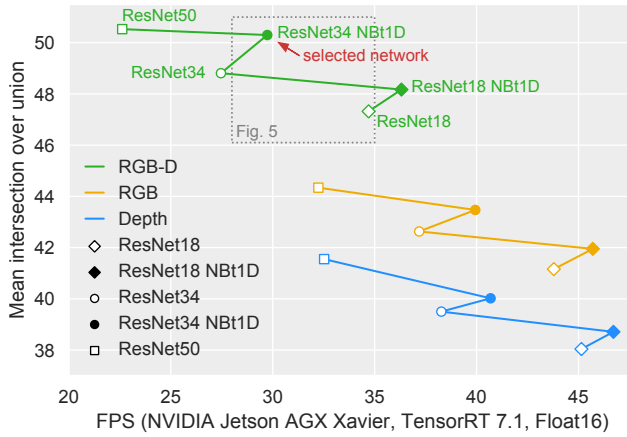 ResNet50
ResNet34 NBt1D
selected network
ResNet34
ResNet18 NBt1D
ResNet18
Fig. 5
Mean intersection over union
50
48
46
44
42
40
38
RGB-D
RGB
Depth
ResNet18
ResNet18 NBt1D
ResNet34
ResNet34 NBt1D
ResNet50
20
25
30
35
40
45
FPS (NVIDIA Jetson AGX Xavier, TensorRT 7.1, Float16)